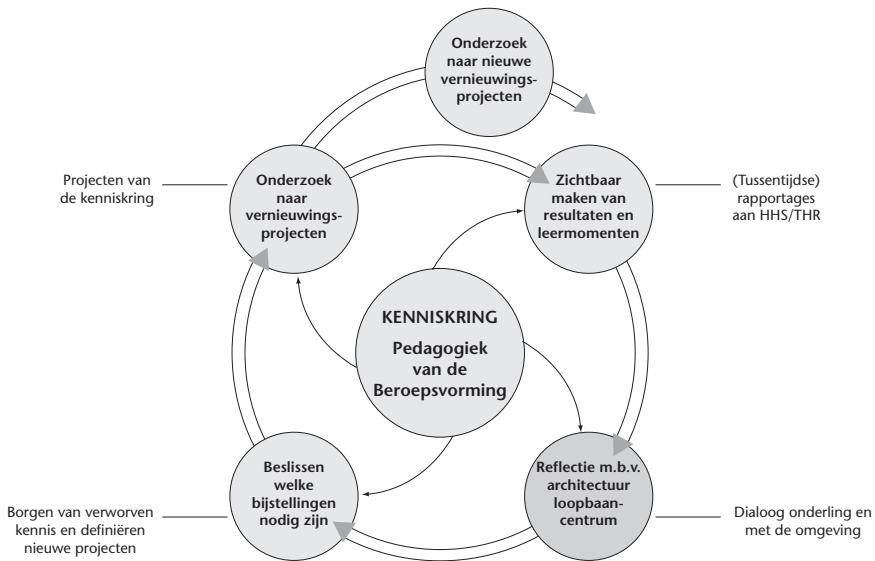 Onderzoek
naar nieuwe
vernieuwings-
projecten
Projecten van
de kenniskring
Onderzoek
naar
vernieuwings-
projecten
Zichtbaar
maken van
resultaten en
leermomenten
(Tussentijdse)
rapportages
aan HHS/THR
KENNISKRING
Pedagogiek
van de
Beroepsvorming
Borgen van verworven
kennis en definiëren
nieuwe projecten
Beslissen
welke
bijstellingen
nodig zijn
Reflectie m.b.v.
architectuur
loopbaan-
centrum
Dialoog onderling en
met de omgeving